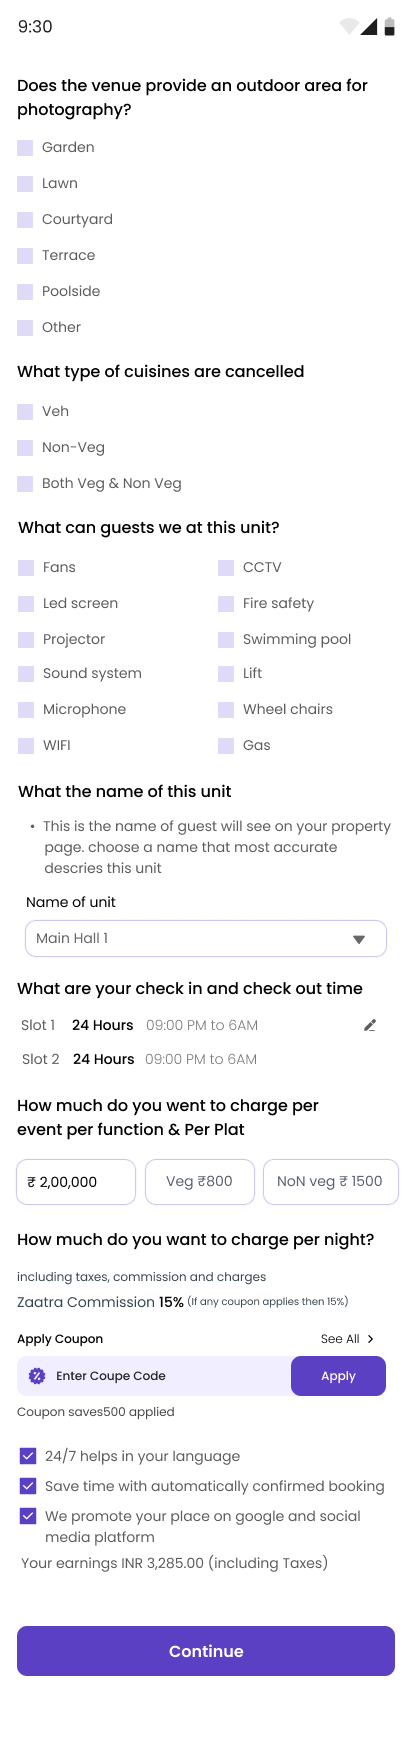 9:30
Does the venue provide an outdoor area for
photography?
Garden
Lawn
Courtyard
Terrace
Poolside
Other
What type of cuisines are cancelled
Veh
Non-Veg
Both Veg & Non Veg
What can guests we at this unit?
Fans
CCTV
Led screen
Fire safety
Projector
Swimming pool
Sound system
Lift
Microphone
Wheel chairs
WIFI
Gas
What the name of this unit
• This is the name of guest will see on your property
page. choose a name that most accurate
descries this unit
Name of unit
Main Hall 1
What are your check in and check out time
Slot 1 24 Hours 09:00 PM to 6AM
Slot 2 24 Hours 09:00 PM to 6AM
How much do you went to charge per
event per function & Per Plat
₹ 2,00,000
Veg ₹800
NoN veg ₹ 1500
How much do you want to charge per night?
including taxes, commission and charges
Zaatra Commission 15% (If any coupon applies then 15%)
Apply Coupon
See All
Enter Coupe Code
Apply
Coupon saves500 applied
24/7 helps in your language
Save time with automatically confirmed booking
We promote your place on google and social
media platform
Your earnings INR 3,285.00 (including Taxes)
Continue